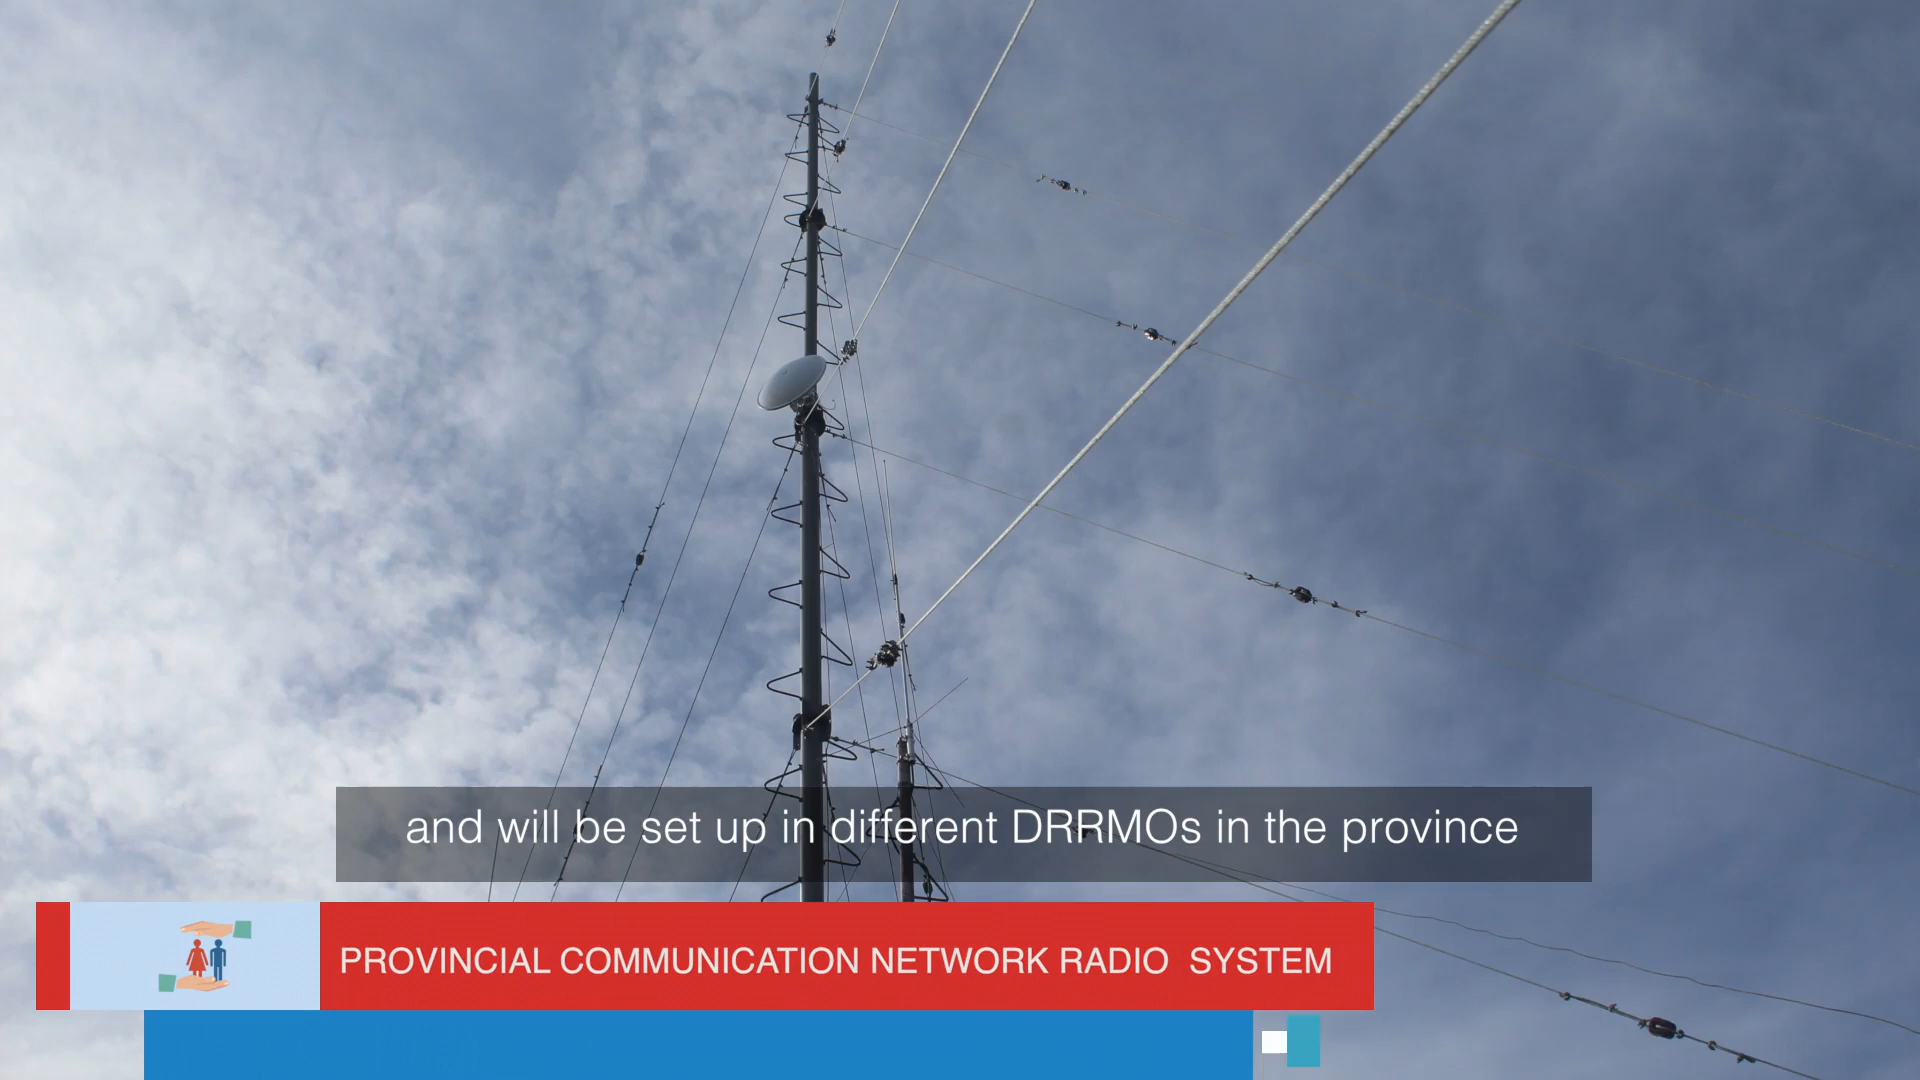 and will be set up in different DRRMOs in the province
PROVINCIAL COMMUNICATION NETWORK RADIO SYSTEM